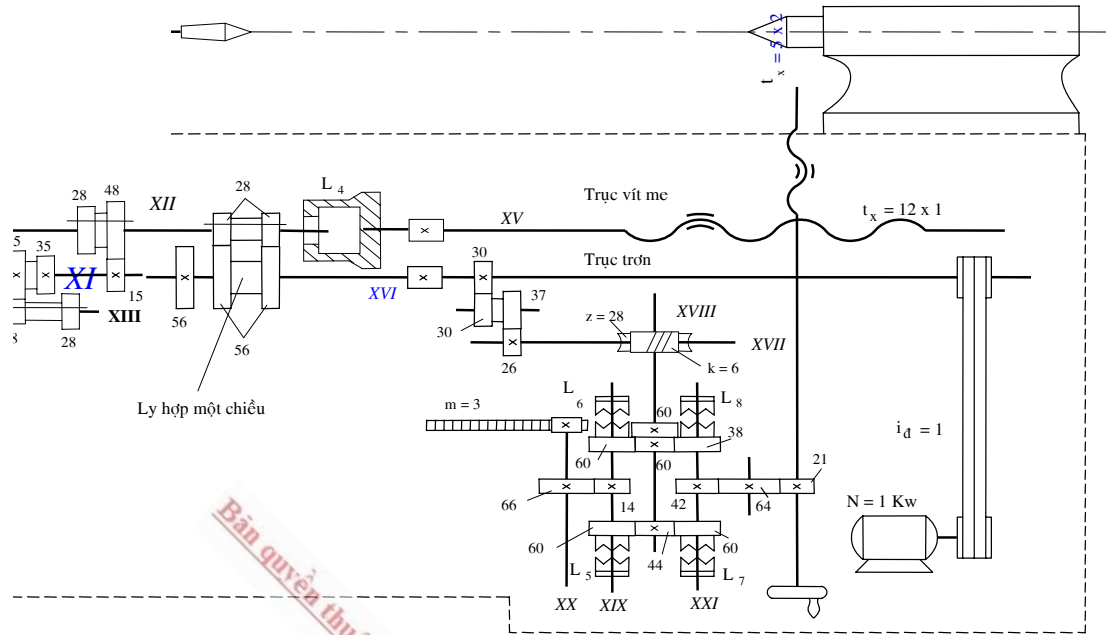 t x = 5 x 2
28
48
XII
28
L 4
Trục vít me
XV
t x = 12 x 1
5
35
XI
15
XIII
8
28
56
56
Ly hợp một chiều
XVI
30
Trục trơn
37
30
26
z = 28
XVIII
XVII
k = 6
m = 3
L 6
60
L 8
38
60
60
i đ = 1
66
14
42
64
21
N = 1 Kw
60
44
60
L 5
L 7
XX
XIX
XXI
Bản quyền thu